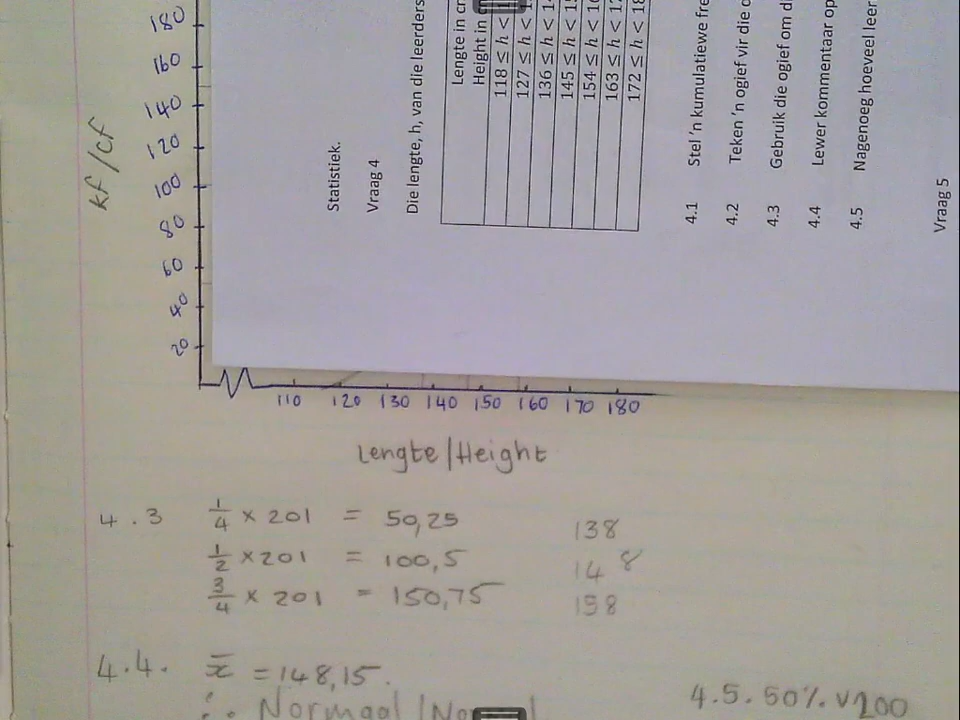 kf/cf
180
160
140
120
100
80
60
40
20
110 120 130 140 150 160 170 180
Lengte/Height
Statistiek.
Vraag 4
Die lengte, h, van die leerders
Lengte in
Height in
118 ≤ h <
127 ≤ h <
136 ≤ h <
145 ≤ h <
154 ≤ h <
163 ≤ h <
172 ≤ h <
4.1 Stel 'n kumulatiewe
4.2 Teken 'n ogief vir die
4.3 Gebruik die ogief om
4.4 Lewer kommentaar op
4.5 Nagenoeg hoeveel
Vraag 5
4.3 1/4 × 201 = 50,25 138
1/2 × 201 = 100,5 148
3/4 × 201 = 150,75 158
4.4. x̄ = 148,15.
∴ Normaal/
4.5. 50% v 200